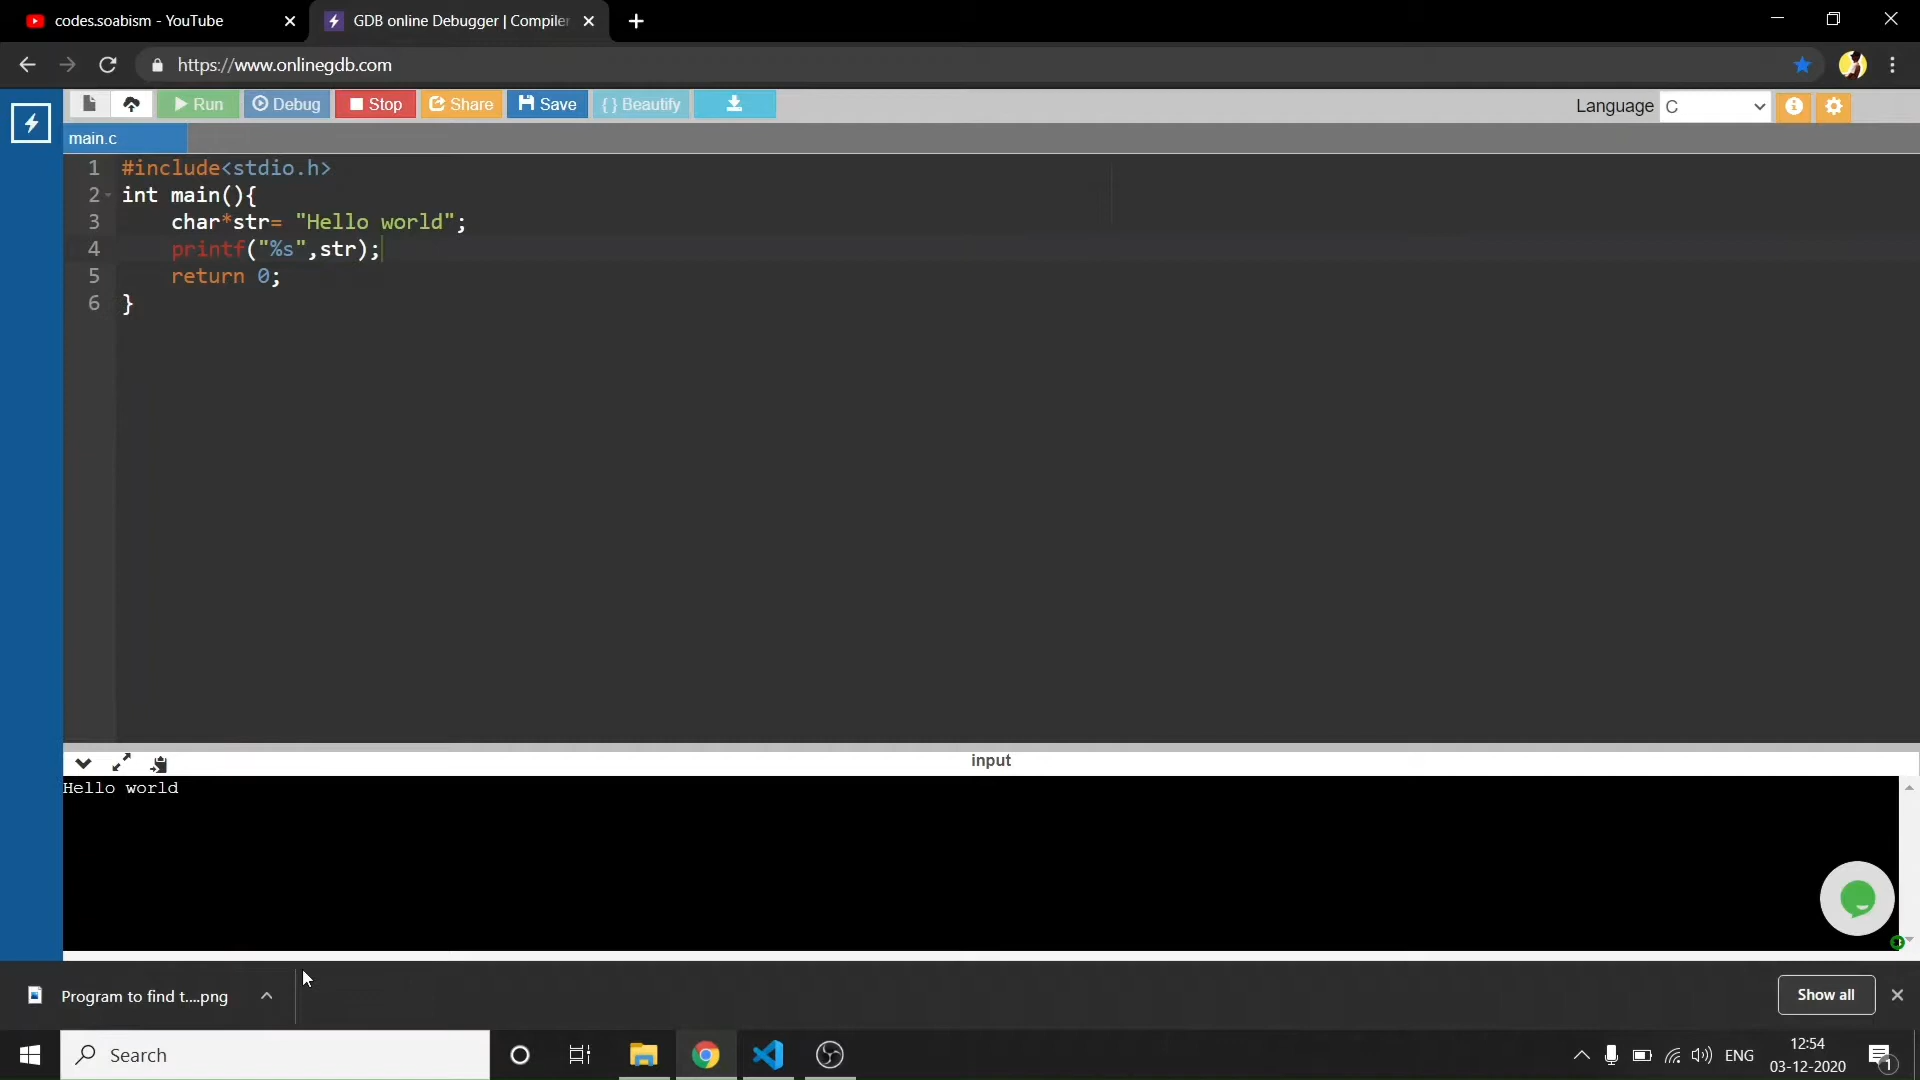 codes.soabism - YouTube
GDB online Debugger | Compiler
https://www.onlinegdb.com
Run Debug Stop Share Save { } Beautify Language C
main.c
1 #include<stdio.h>
2 int main(){
3 char*str= "Hello world";
4 printf("%s",str);
5 return 0;
6 }
input
Hello world
Program to find t....png
Show all
Search
ENG
12:54
03-12-2020
1